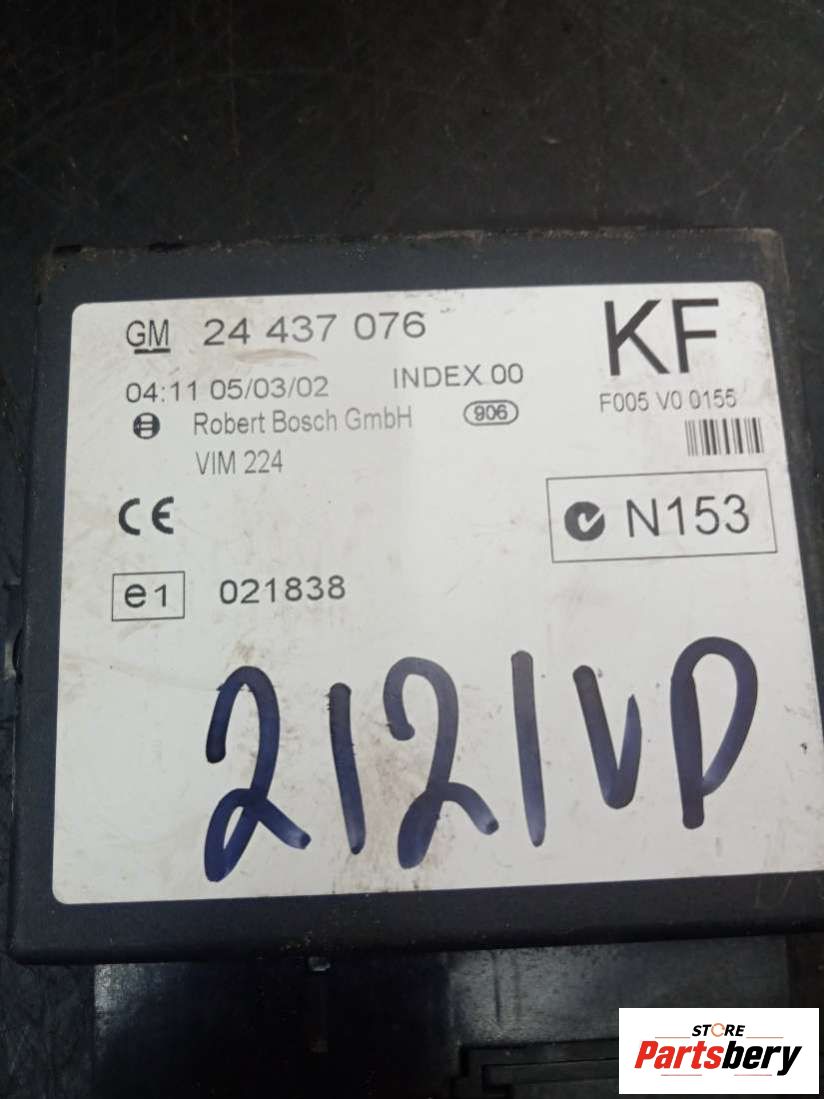 GM 24 437 076
KF
04:11 05/03/02 INDEX 00
F005 V0 0155
Robert Bosch GmbH 906
VIM 224
CE
N153
e1 021838
2121VD
STORE
Partsbery